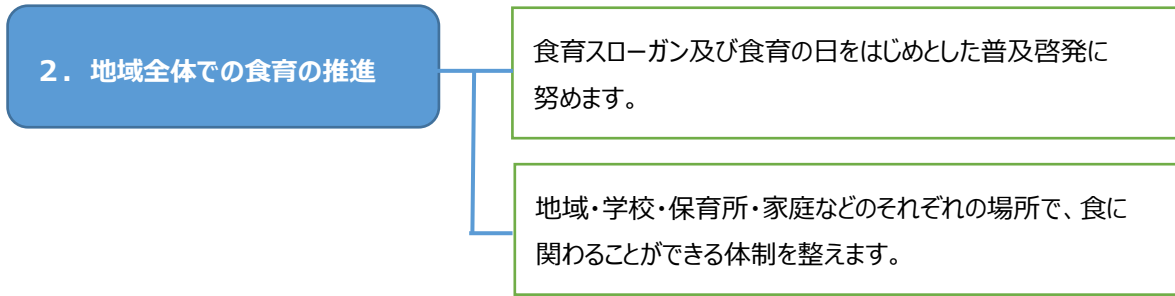 ２．地域全体での食育の推進
食育スローガン及び食育の日をはじめとした普及啓発に
努めます。
地域・学校・保育所・家庭などのそれぞれの場所で、食に
関わることができる体制を整えます。